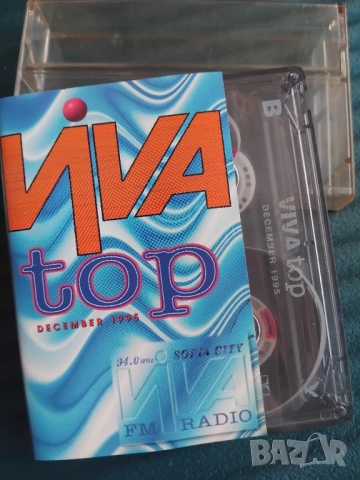 VIVA
top
DECEMBER 1995
94.0 MHz SOFIA CITY
VIVA
FM RADIO
B
VIVA top
DECEMBER 1995
BAZAR